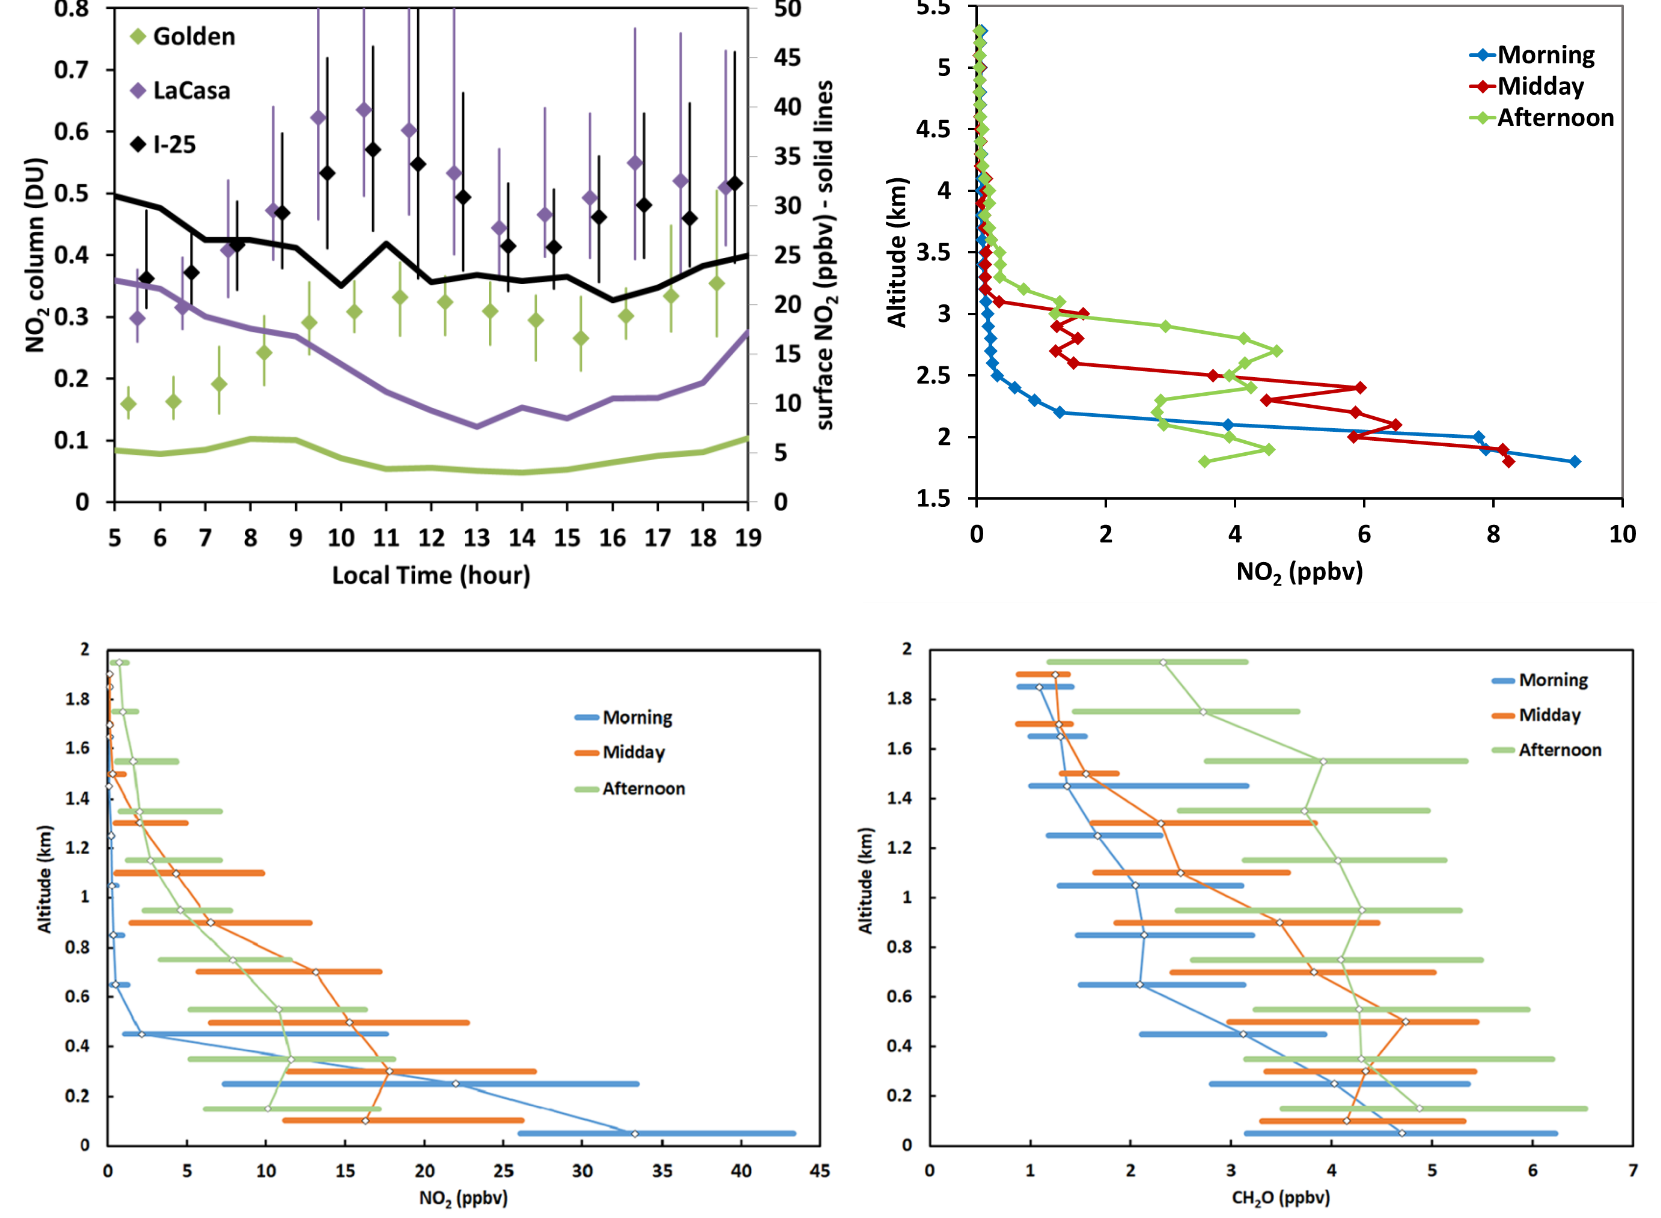 0.8
0.7
0.6
0.5
0.4
0.3
0.2
0.1
0
NO2 column (DU)
Golden
LaCasa
I-25
50
45
40
35
30
25
20
15
10
5
0
surface NO2 (ppbv) - solid lines
5 6 7 8 9 10 11 12 13 14 15 16 17 18 19
Local Time (hour)
5.5
5
4.5
4
3.5
3
2.5
2
1.5
Altitude (km)
Morning
Midday
Afternoon
0 2 4 6 8 10
NO2 (ppbv)
2
1.8
1.6
1.4
1.2
1
0.8
0.6
0.4
0.2
0
Altitude (km)
Morning
Midday
Afternoon
0 5 10 15 20 25 30 35 40 45
NO2 (ppbv)
2
1.8
1.6
1.4
1.2
1
0.8
0.6
0.4
0.2
0
Altitude (km)
Morning
Midday
Afternoon
0 1 2 3 4 5 6 7
CH2O (ppbv)